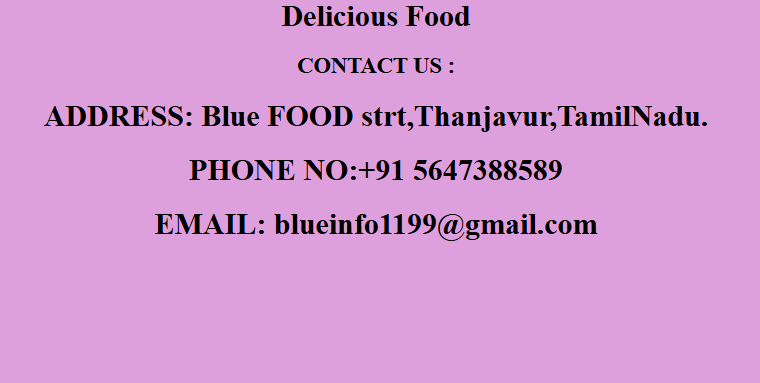 Delicious Food
CONTACT US :
ADDRESS: Blue FOOD strt,Thanjavur,TamilNadu.
PHONE NO:+91 5647388589
EMAIL: blueinfo1199@gmail.com